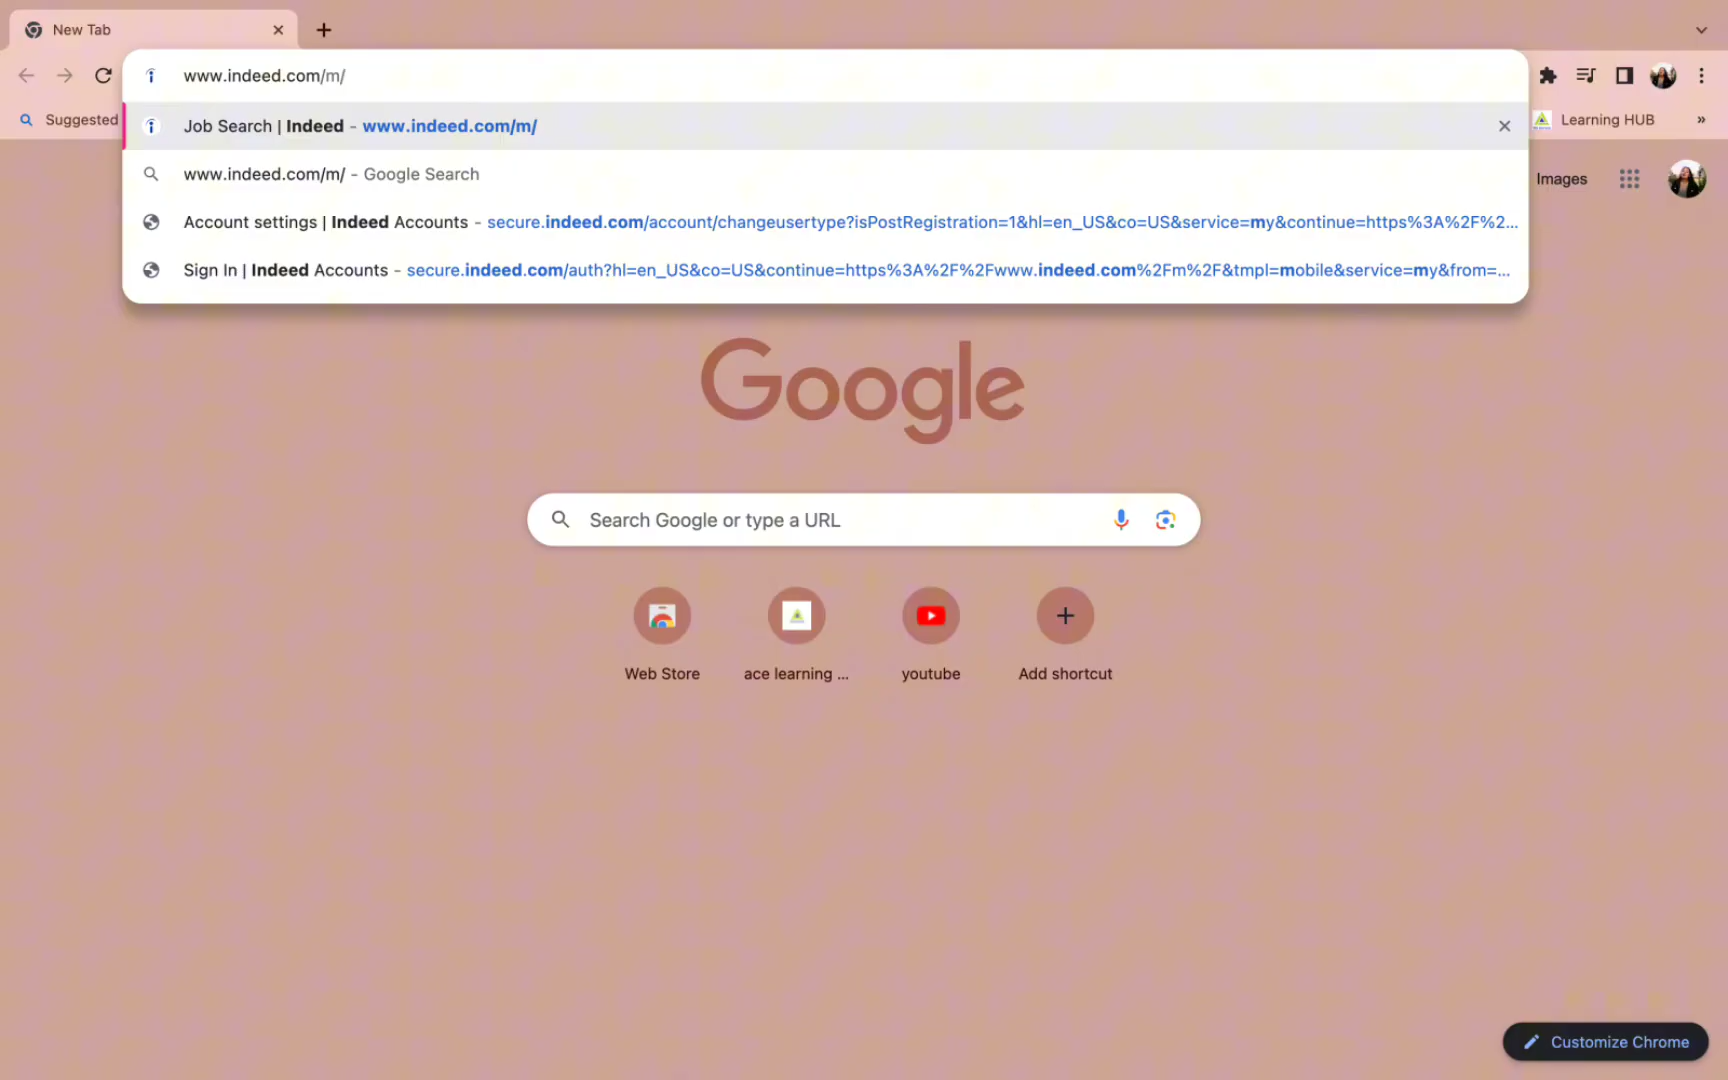 New Tab
www.indeed.com/m/
Suggested
Job Search | Indeed - www.indeed.com/m/
Learning HUB
»
www.indeed.com/m/ - Google Search
Images
Account settings | Indeed Accounts - secure.indeed.com/account/changeusertype?isPostRegistration=1&hl=en_US&co=US&service=my&continue=https%3A%2F%2...
Sign In | Indeed Accounts - secure.indeed.com/auth?hl=en_US&co=US&continue=https%3A%2F%2Fwww.indeed.com%2Fm%2F&tmpl=mobile&service=my&from=...
Google
Search Google or type a URL
Web Store
ace learning ...
youtube
Add shortcut
Customize Chrome